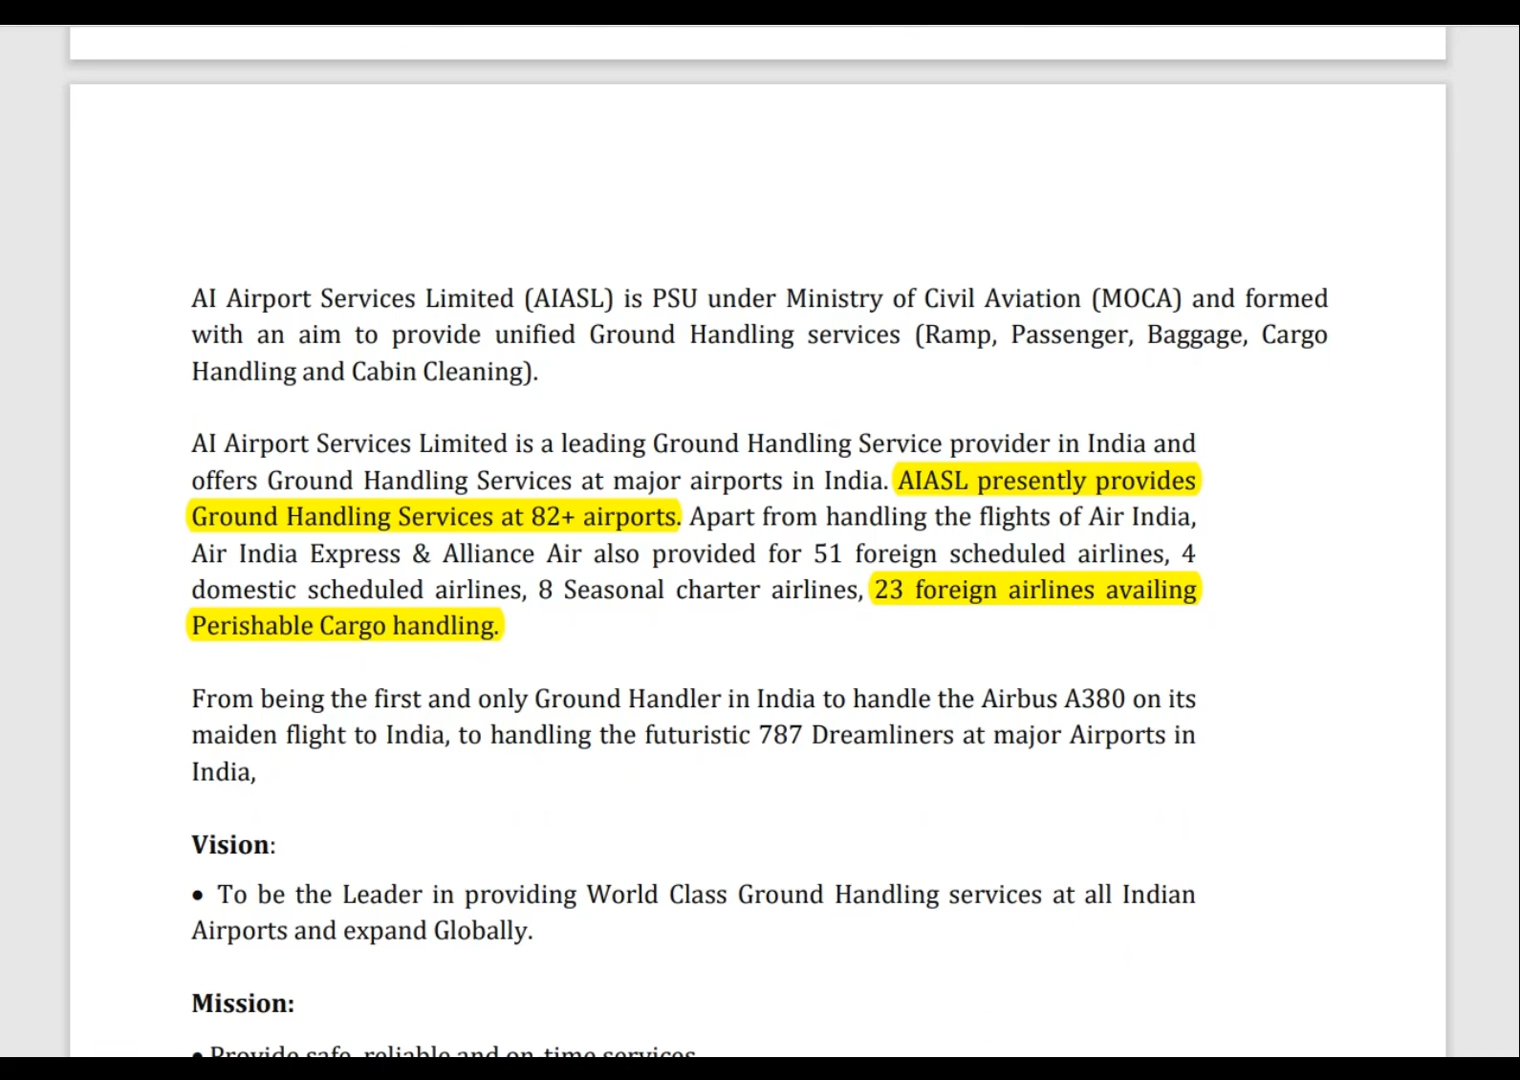 AI Airport Services Limited (AIASL) is PSU under Ministry of Civil Aviation (MOCA) and formed
with an aim to provide unified Ground Handling services (Ramp, Passenger, Baggage, Cargo
Handling and Cabin Cleaning).
AI Airport Services Limited is a leading Ground Handling Service provider in India and
offers Ground Handling Services at major airports in India. AIASL presently provides
Ground Handling Services at 82+ airports. Apart from handling the flights of Air India,
Air India Express & Alliance Air also provided for 51 foreign scheduled airlines, 4
domestic scheduled airlines, 8 Seasonal charter airlines, 23 foreign airlines availing
Perishable Cargo handling.
From being the first and only Ground Handler in India to handle the Airbus A380 on its
maiden flight to India, to handling the futuristic 787 Dreamliners at major Airports in
India,
Vision:
• To be the Leader in providing World Class Ground Handling services at all Indian
Airports and expand Globally.
Mission:
• Provide safe, reliable and on-time services